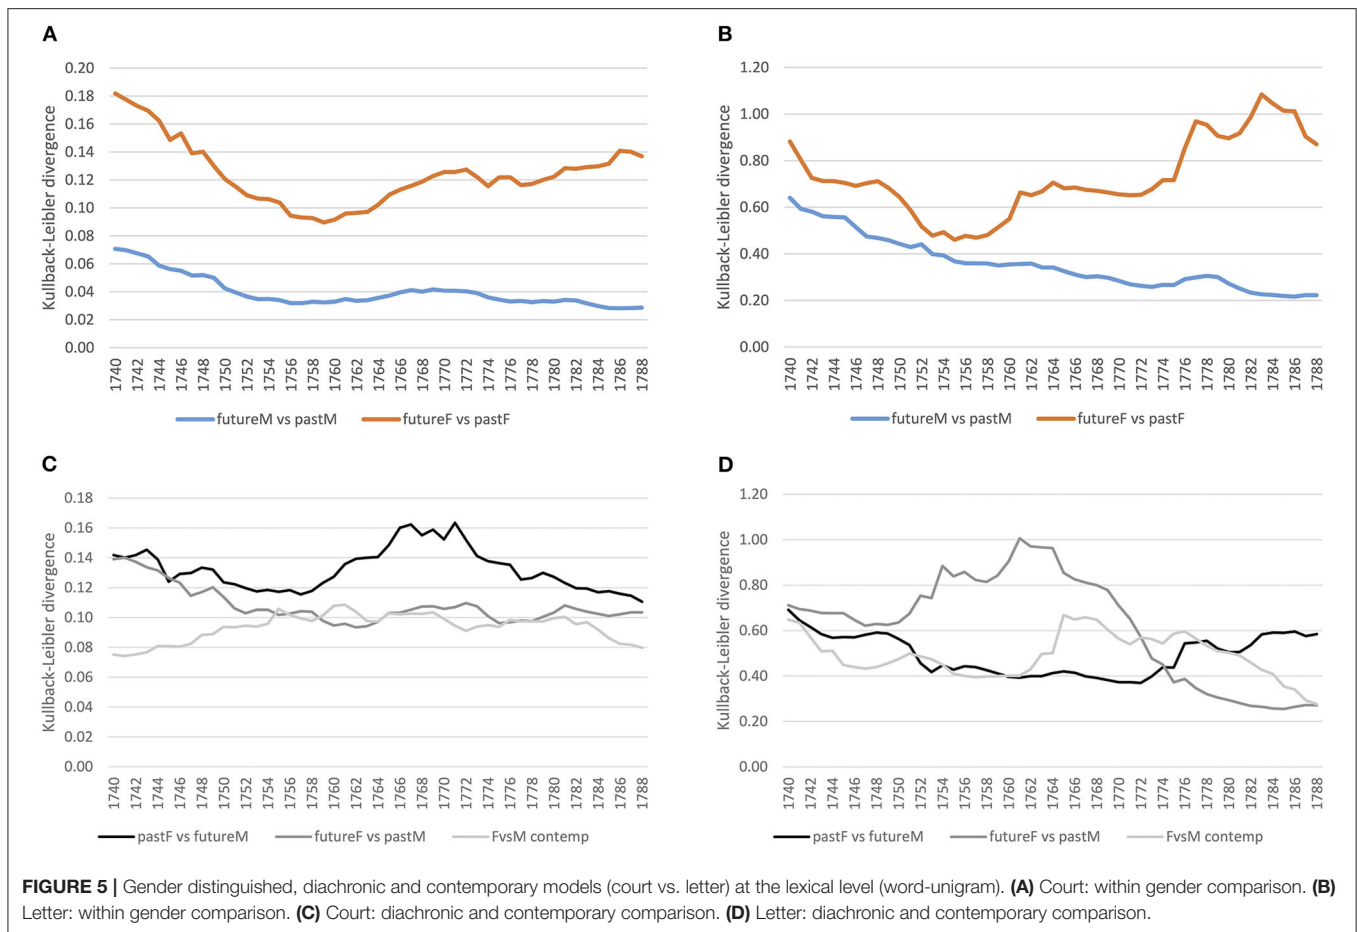 A
0.20
0.18
0.16
0.14
0.12
0.10
0.08
0.06
0.04
0.02
0.00
Kullback-Leibler divergence
1740 1742 1744 1746 1748 1750 1752 1754 1756 1758 1760 1762 1764 1766 1768 1770 1772 1774 1776 1778 1780 1782 1784 1786 1788
futureM vs pastM futureF vs pastF
B
1.20
1.00
0.80
0.60
0.40
0.20
0.00
Kullback-Leibler divergence
1740 1742 1744 1746 1748 1750 1752 1754 1756 1758 1760 1762 1764 1766 1768 1770 1772 1774 1776 1778 1780 1782 1784 1786 1788
futureM vs pastM futureF vs pastF
C
0.18
0.16
0.14
0.12
0.10
0.08
0.06
0.04
0.02
0.00
Kullback-Leibler divergence
1740 1742 1744 1746 1748 1750 1752 1754 1756 1758 1760 1762 1764 1766 1768 1770 1772 1774 1776 1778 1780 1782 1784 1786 1788
pastF vs futureM futureF vs pastM FvsM contemp
D
1.20
1.00
0.80
0.60
0.40
0.20
0.00
Kullback-Leibler divergence
1740 1742 1744 1746 1748 1750 1752 1754 1756 1758 1760 1762 1764 1766 1768 1770 1772 1774 1776 1778 1780 1782 1784 1786 1788
pastF vs futureM futureF vs pastM FvsM contemp
FIGURE 5 | Gender distinguished, diachronic and contemporary models (court vs. letter) at the lexical level (word-unigram). (A) Court: within gender comparison. (B)
Letter: within gender comparison. (C) Court: diachronic and contemporary comparison. (D) Letter: diachronic and contemporary comparison.